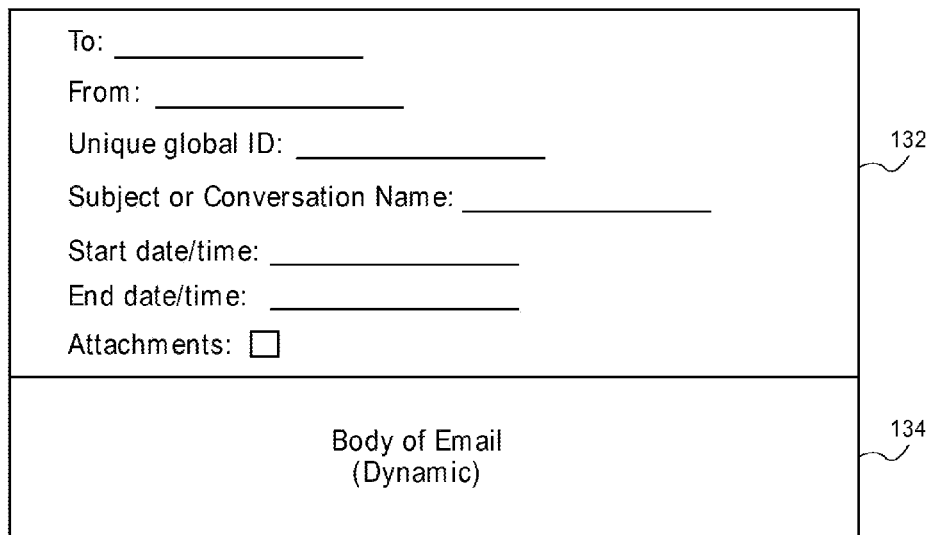 To:
From:
Unique global ID:
132
Subject or Conversation Name:
Start date/time:
End date/time:
Attachments:
134
Body of Email
(Dynamic)